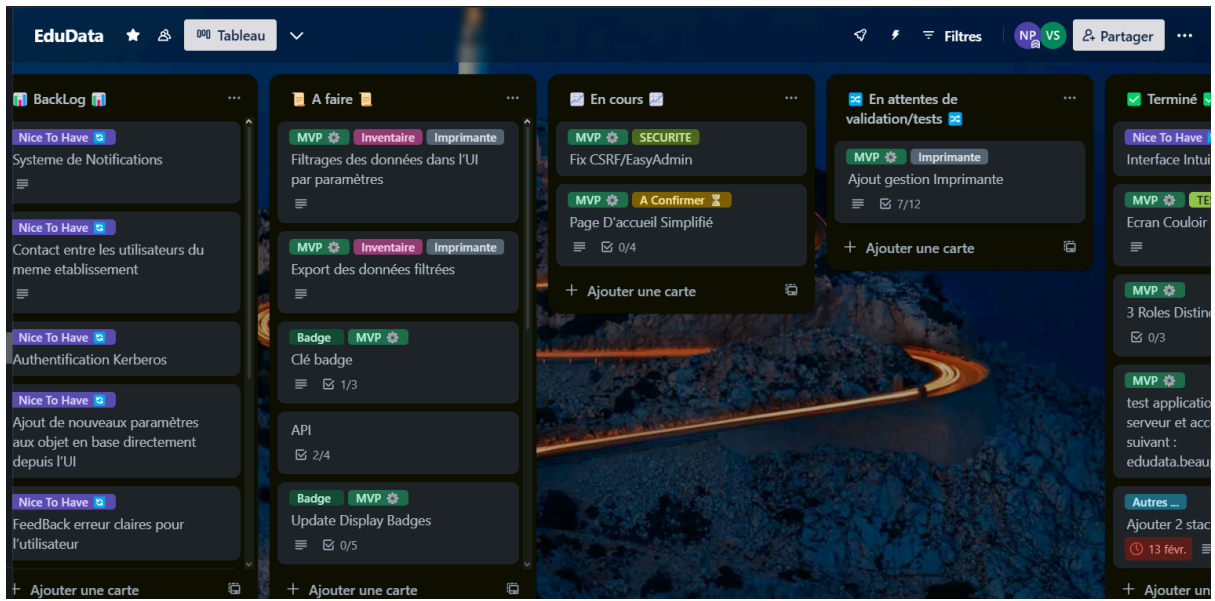 EduData
Tableau
Filtres
NP
VS
Partager
BackLog
Nice To Have
Systeme de Notifications
Nice To Have
Contact entre les utilisateurs du
meme etablissement
Nice To Have
Authentification Kerberos
Nice To Have
Ajout de nouveaux paramètres
aux objet en base directement
depuis l'UI
Nice To Have
FeedBack erreur claires pour
l'utilisateur
Ajouter une carte
A faire
MVP Inventaire Imprimante
Filtrages des données dans l'UI
par paramètres
MVP Inventaire Imprimante
Export des données filtrées
Badge MVP
Clé badge
1/3
API
2/4
Badge MVP
Update Display Badges
0/5
Ajouter une carte
En cours
MVP SECURITE
Fix CSRF/EasyAdmin
MVP A Confirmer
Page D'accueil Simplifié
0/4
Ajouter une carte
En attentes de
validation/tests
MVP Imprimante
Ajout gestion Imprimante
7/12
Ajouter une carte
Terminé
Nice To Have
Interface Intui
MVP TE
Ecran Couloir
MVP
3 Roles Distin
0/3
MVP
test applicatio
serveur et acc
suivant :
edudata.beau
Autres ...
Ajouter 2 stac
13 févr.
Ajouter un